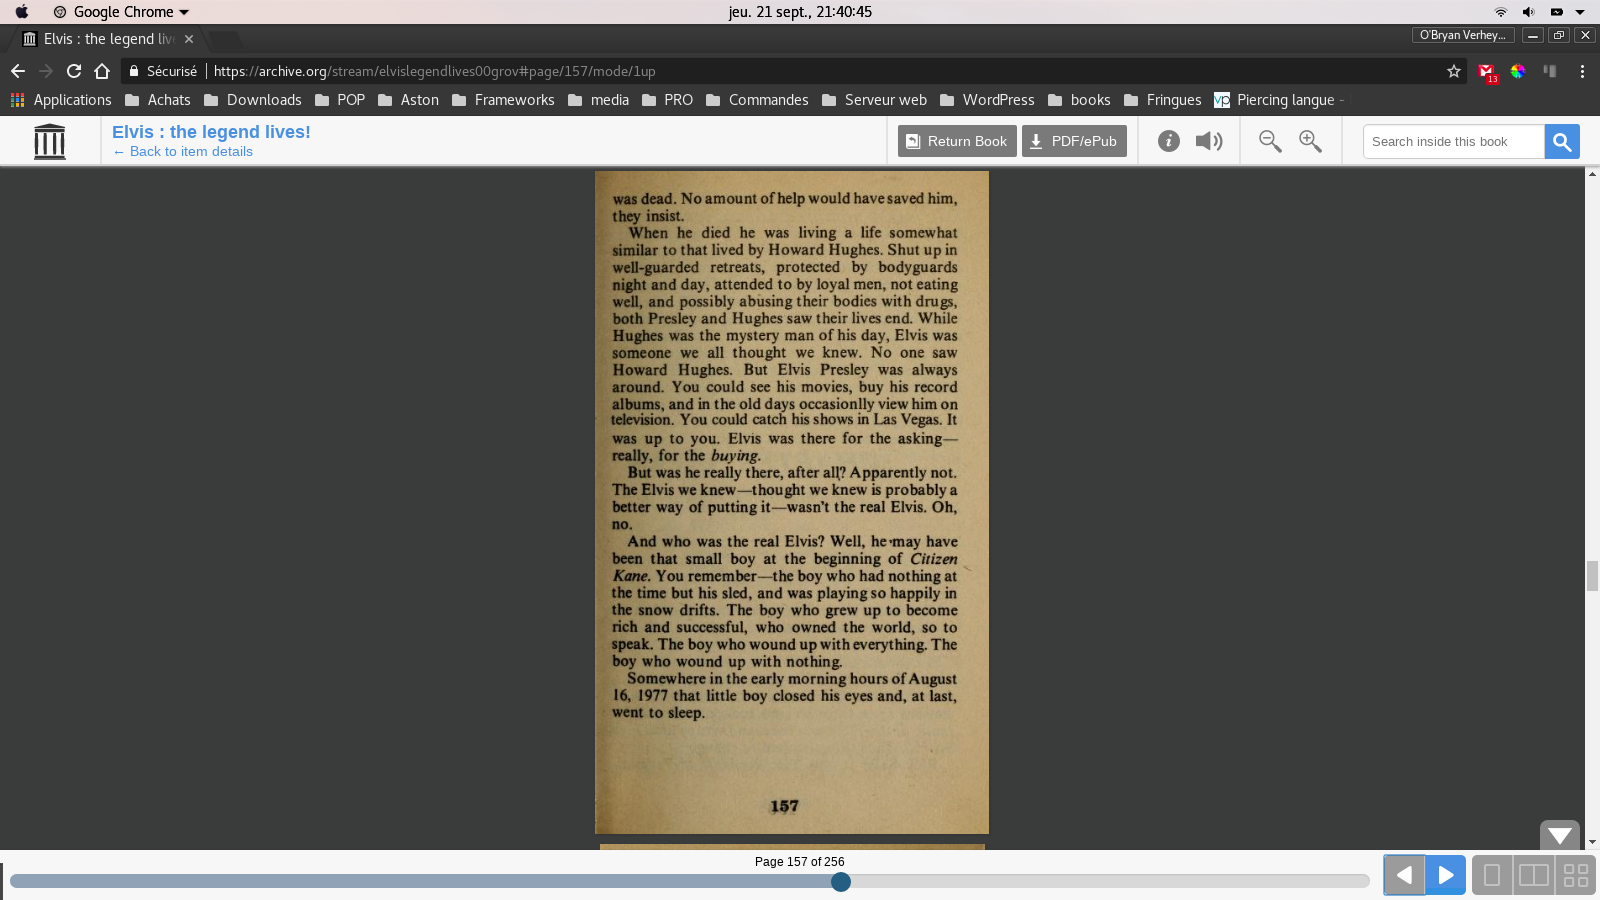 Google Chrome
jeu. 21 sept., 21:40:45
Elvis : the legend liv
O'Bryan Verhey...
Sécurisé
https://archive.org/stream/elvislegendlives00grov#page/157/mode/1up
13
Applications Achats Downloads POP Aston Frameworks media PRO Commandes Serveur web WordPress books Fringues vp Piercing langue -
Elvis : the legend lives!
← Back to item details
Return Book
PDF/ePub
Search inside this book
was dead. No amount of help would have saved him,
they insist.
When he died he was living a life somewhat
similar to that lived by Howard Hughes. Shut up in
well-guarded retreats, protected by bodyguards
night and day, attended to by loyal men, not eating
well, and possibly abusing their bodies with drugs,
both Presley and Hughes saw their lives end. While
Hughes was the mystery man of his day, Elvis was
someone we all thought we knew. No one saw
Howard Hughes. But Elvis Presley was always
around. You could see his movies, buy his record
albums, and in the old days occasionlly view him on
television. You could catch his shows in Las Vegas. It
was up to you. Elvis was there for the asking—
really, for the buying.
But was he really there, after all? Apparently not.
The Elvis we knew—thought we knew is probably a
better way of putting it—wasn't the real Elvis. Oh,
no.
And who was the real Elvis? Well, he may have
been that small boy at the beginning of Citizen
Kane. You remember—the boy who had nothing at
the time but his sled, and was playing so happily in
the snow drifts. The boy who grew up to become
rich and successful, who owned the world, so to
speak. The boy who wound up with everything. The
boy who wound up with nothing.
Somewhere in the early morning hours of August
16, 1977 that little boy closed his eyes and, at last,
went to sleep.
157
Page 157 of 256